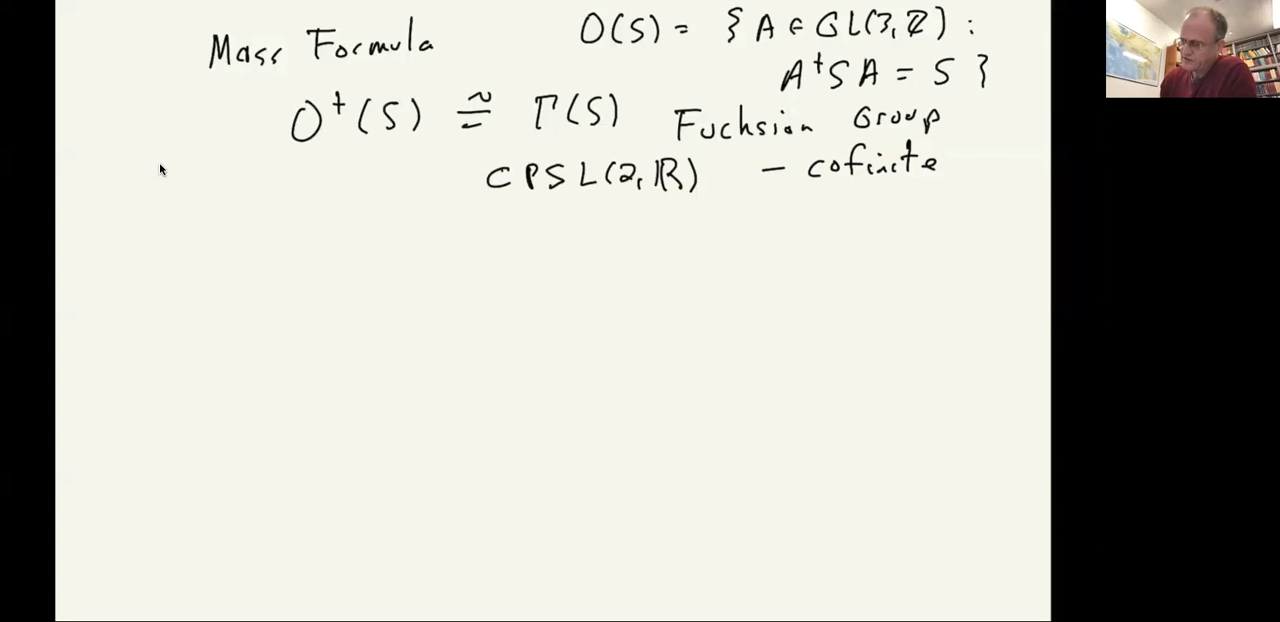 Mass Formula O(S) = { A ∈ GL(3, ℤ) :
AᵗSA = S }
O⁺(S) ≅ Γ(S) Fuchsian Group
⊂ PSL(2, ℝ) – cofinite